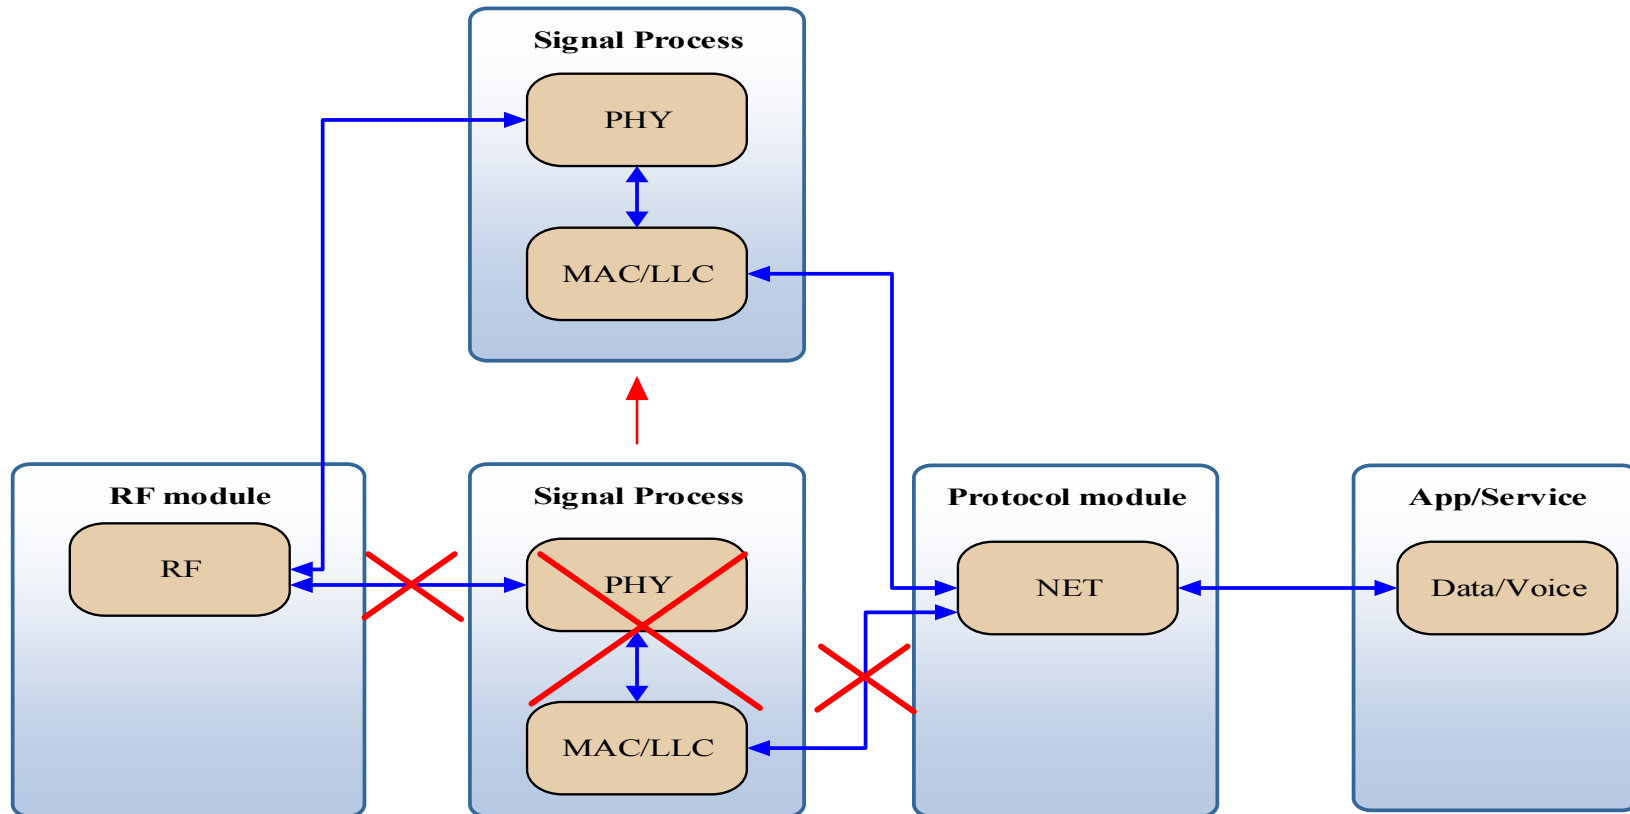 Signal Process
PHY
MAC/LLC
RF module
RF
Signal Process
PHY
MAC/LLC
Protocol module
NET
App/Service
Data/Voice